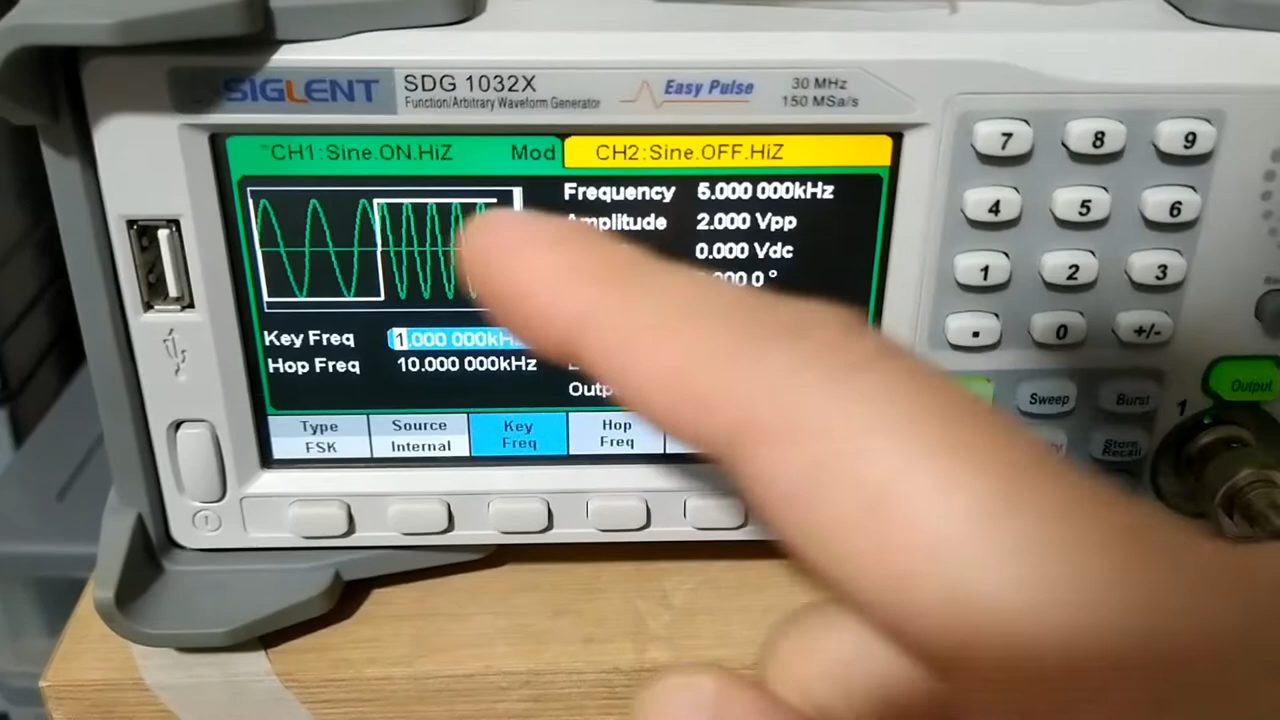 SIGLENT
SDG 1032X
Function/Arbitrary Waveform Generator
Easy Pulse
30 MHz
150 MSa/s
CH1:Sine.ON.HiZ Mod
CH2:Sine.OFF.HiZ
Frequency 5.000 000kHz
Amplitude 2.000 Vpp
0.000 Vdc
000 0 °
Key Freq 1.000 000kH
Hop Freq 10.000 000kHz
Outp
Type
FSK
Source
Internal
Key
Freq
Hop
Freq
7 8 9
4 5 6
1 2 3
. 0 +/-
Sweep
Burst
Store
Recall
Output
1